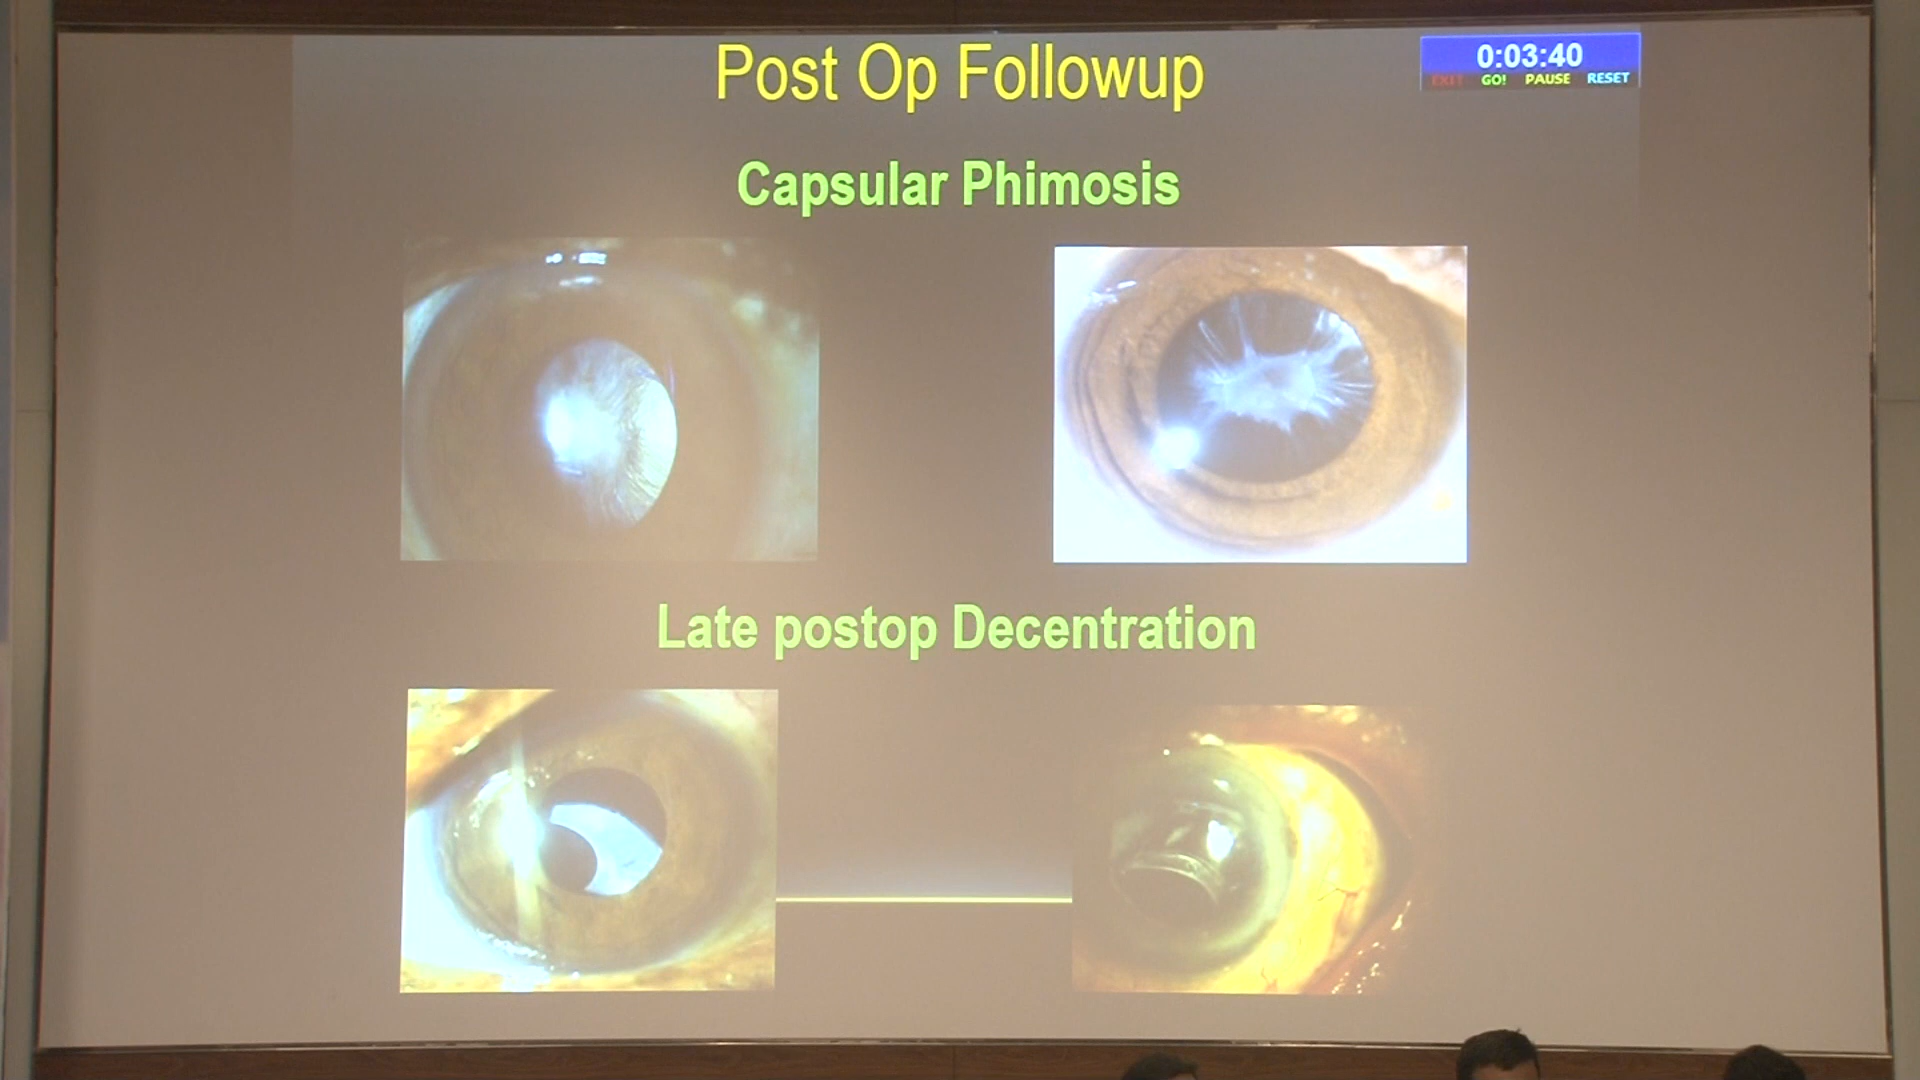 Post Op Followup
0:03:40
EXIT GO! PAUSE RESET
Capsular Phimosis
Late postop Decentration